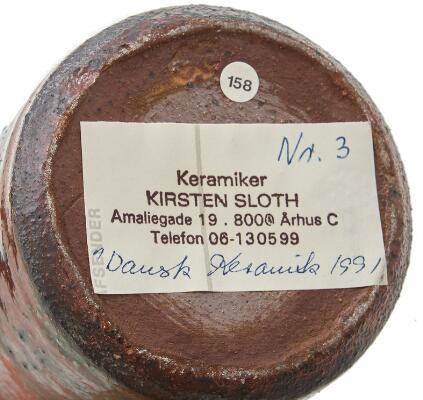 158
Nr. 3
Keramiker
KIRSTEN SLOTH
Amaliegade 19 . 8000 Århus C
Telefon 06-130599
"Dansk Keramik 1991